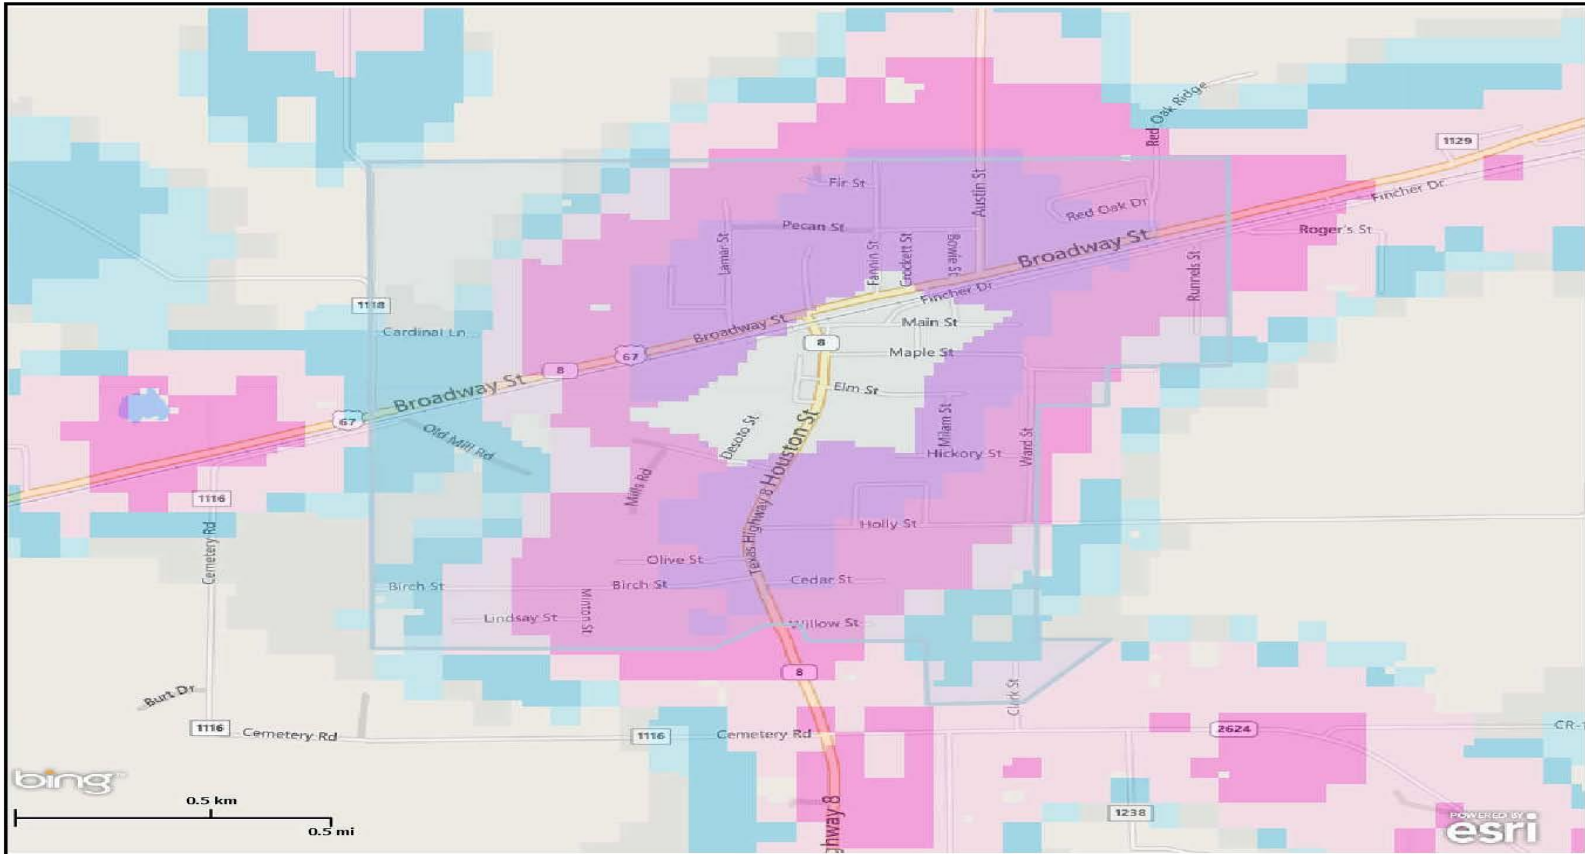 Red Oak Ridge
1129
Fincher Dr
Fir St
Austin St
Red Oak Dr
Pecan St
Roger's St
Lamar St
Fannin St
Crockett St
Bowie St
Broadway St
Runnels St
1118
Cardinal Ln
Fincher Dr
Broadway St
Main St
8
Maple St
67
8
Broadway St
Elm St
67
Old Mill Rd
Desoto St
Houston St
Milam St
Ward St
Hickory St
Mills Rd
1116
Texas Highway 8
Holly St
Cemetery Rd
Olive St
Birch St
Birch St
Cedar St
Lindsay St
Minton St
Willow St
8
Burt Dr
Clark St
1116
Cemetery Rd
1116
Cemetery Rd
2624
CR-1
bing
0.5 km
0.5 mi
ghway 8
1238
POWERED BY
esri